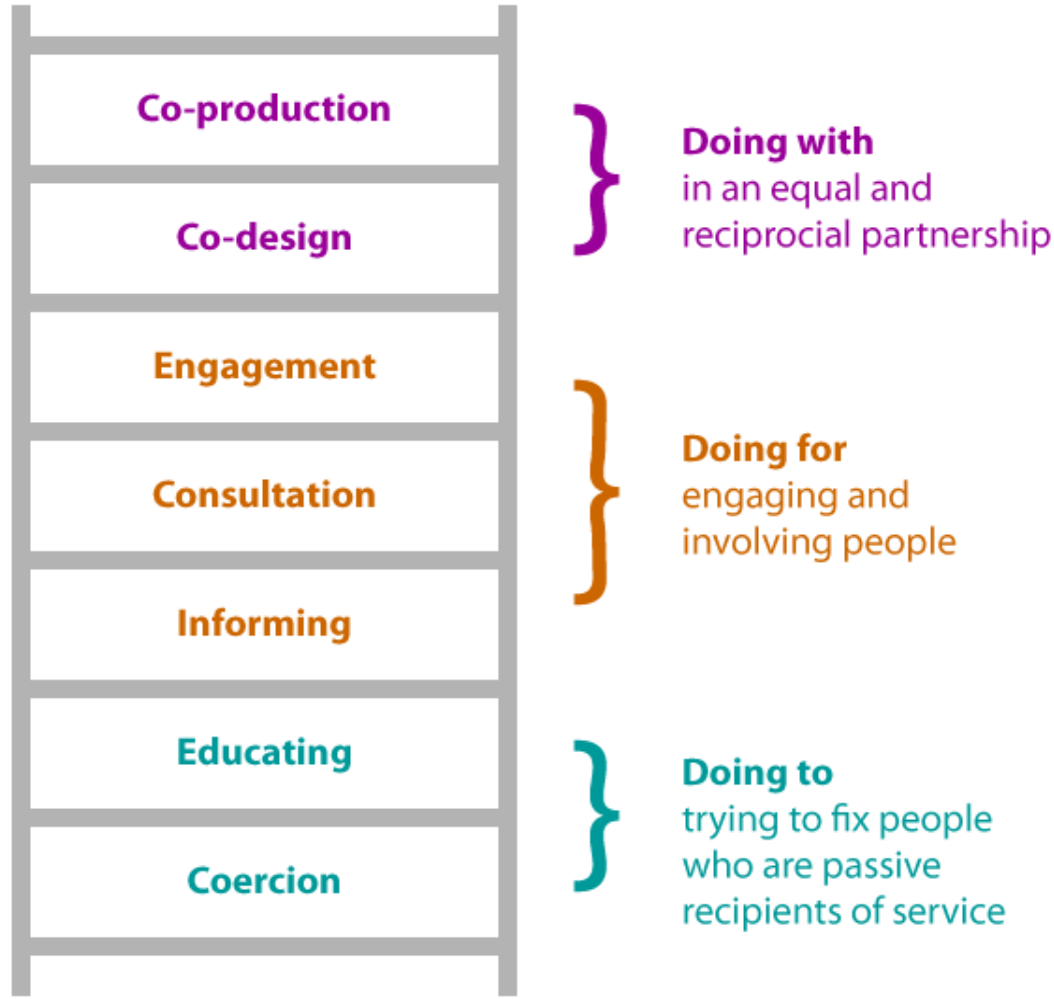 Co-production
Co-design
Doing with
in an equal and
reciprocial partnership
Engagement
Consultation
Informing
Doing for
engaging and
involving people
Educating
Coercion
Doing to
trying to fix people
who are passive
recipients of service